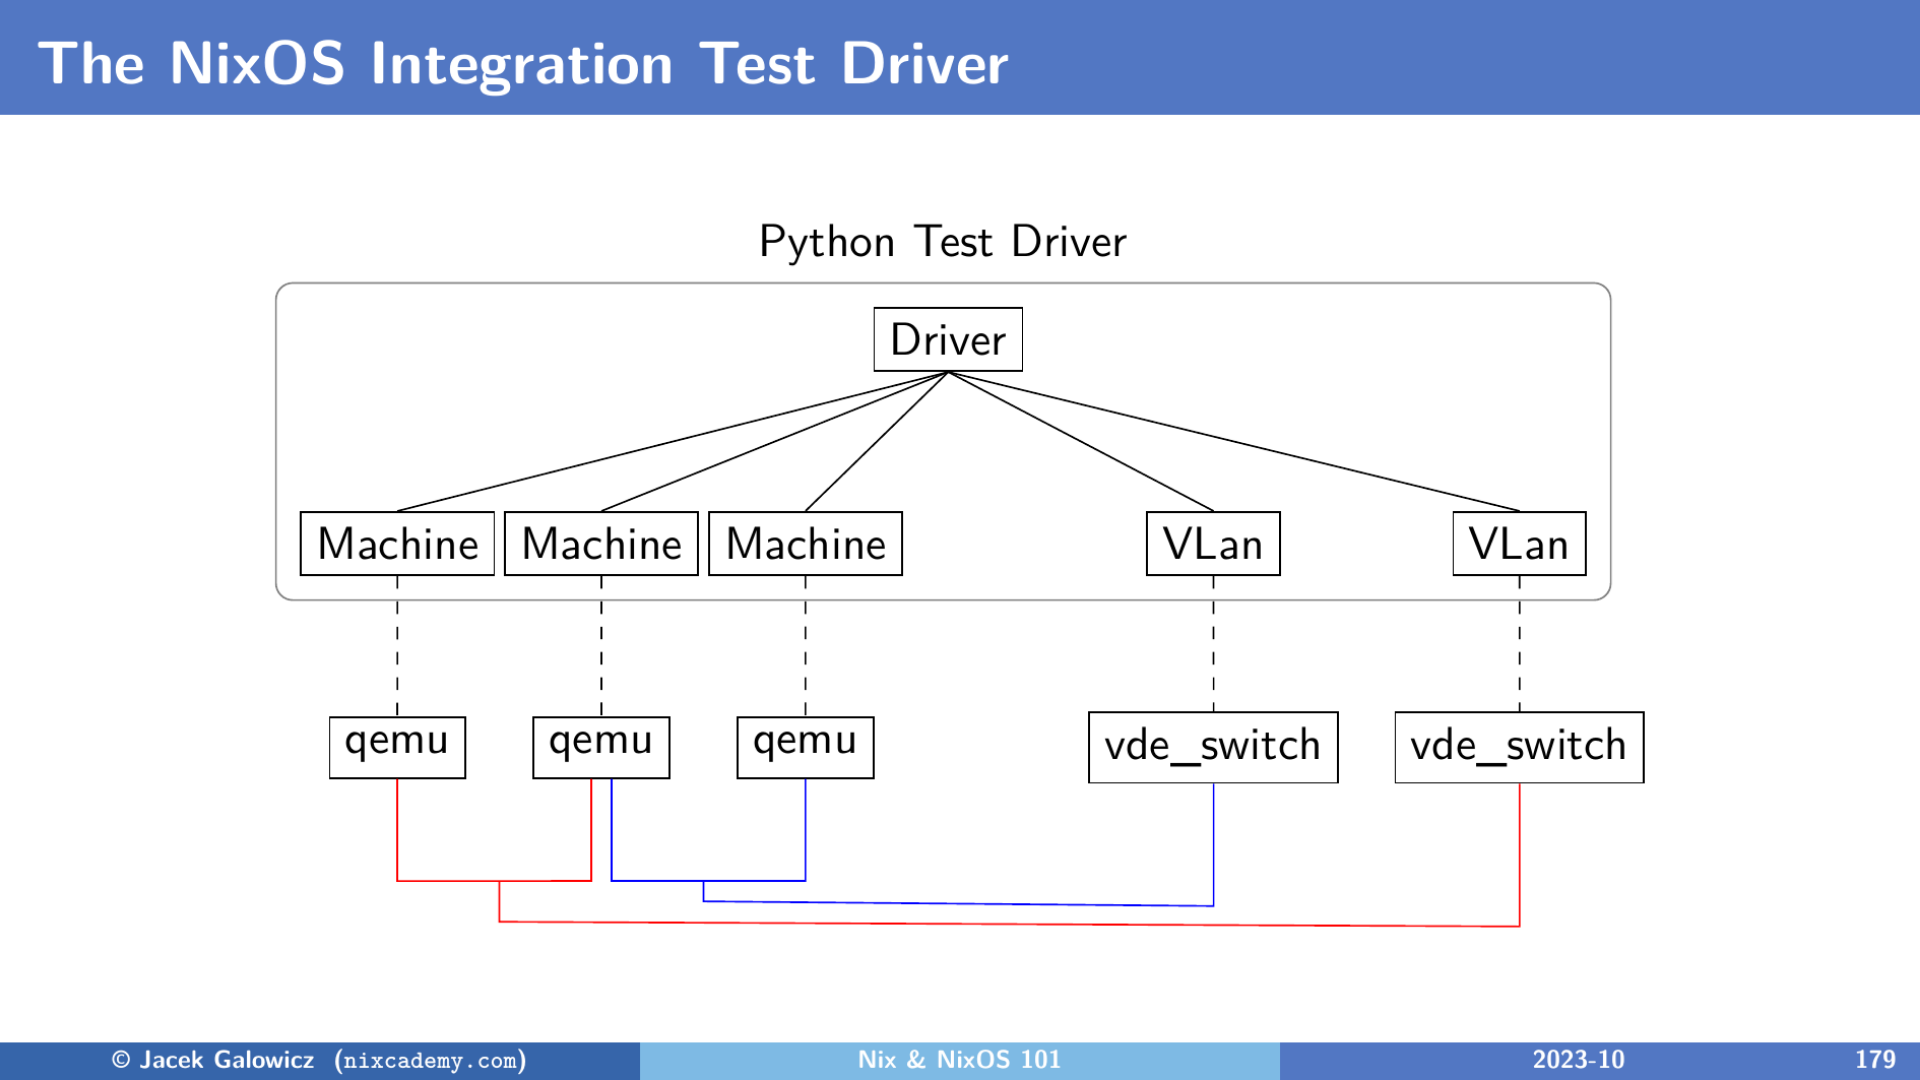 The NixOS Integration Test Driver
Python Test Driver
Driver
Machine Machine Machine VLan VLan
qemu qemu qemu vde_switch vde_switch
© Jacek Galowicz (nixcademy.com) Nix & NixOS 101 2023-10 179